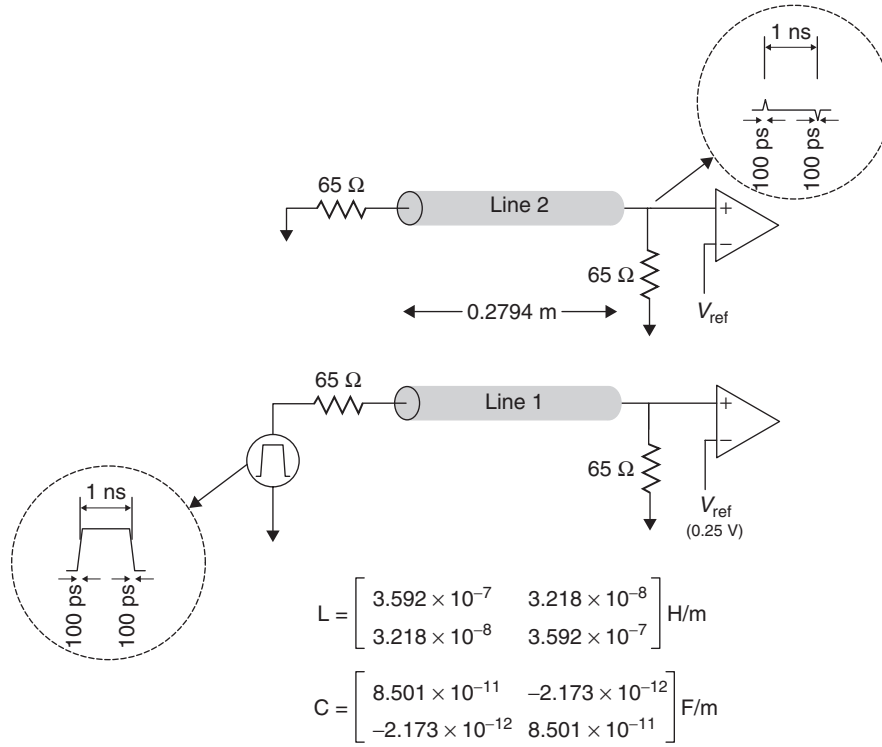 1 ns
100 ps
100 ps
65 Ω
Line 2
65 Ω
+
−
V_ref
0.2794 m
65 Ω
Line 1
65 Ω
+
−
V_ref
(0.25 V)
1 ns
100 ps
100 ps
L = [ 3.592 × 10⁻⁷ 3.218 × 10⁻⁸
3.218 × 10⁻⁸ 3.592 × 10⁻⁷ ] H/m
C = [ 8.501 × 10⁻¹¹ −2.173 × 10⁻¹²
−2.173 × 10⁻¹² 8.501 × 10⁻¹¹ ] F/m